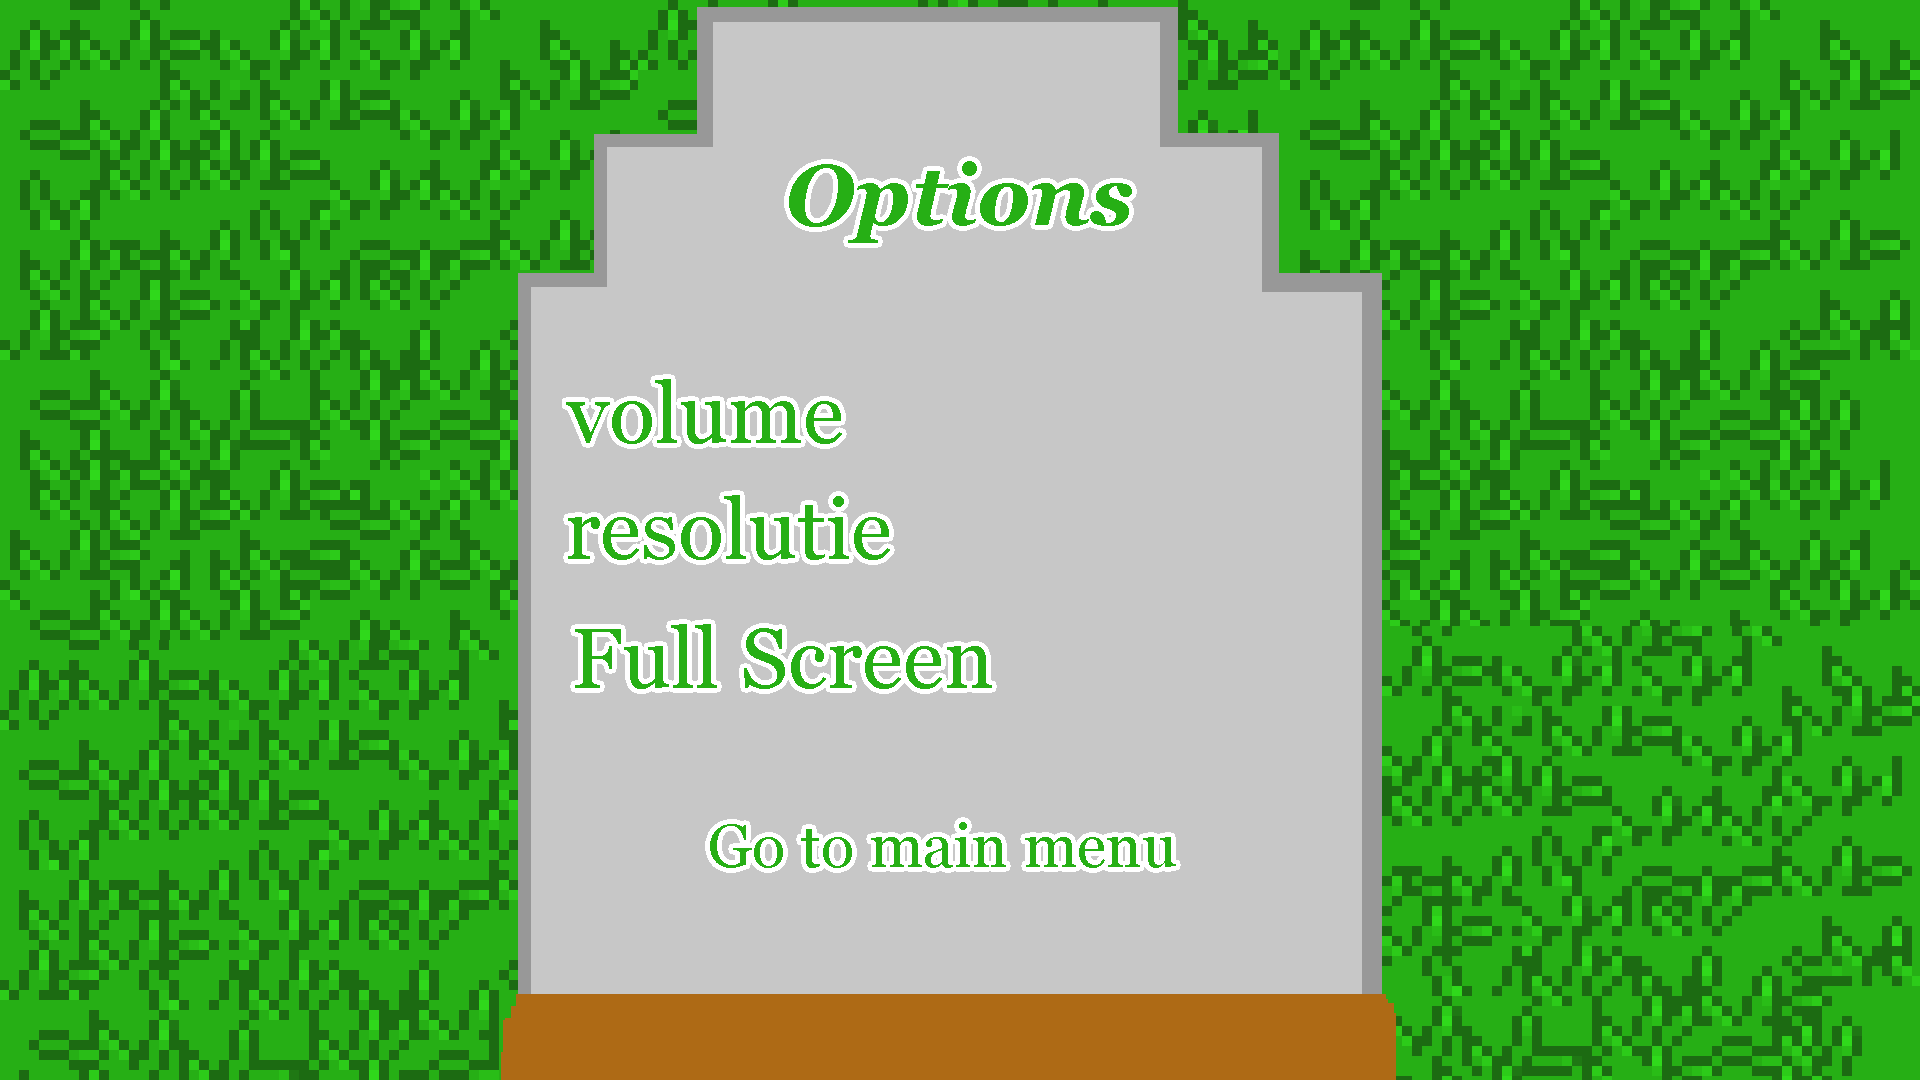 Options
volume
resolutie
Full Screen
Go to main menu